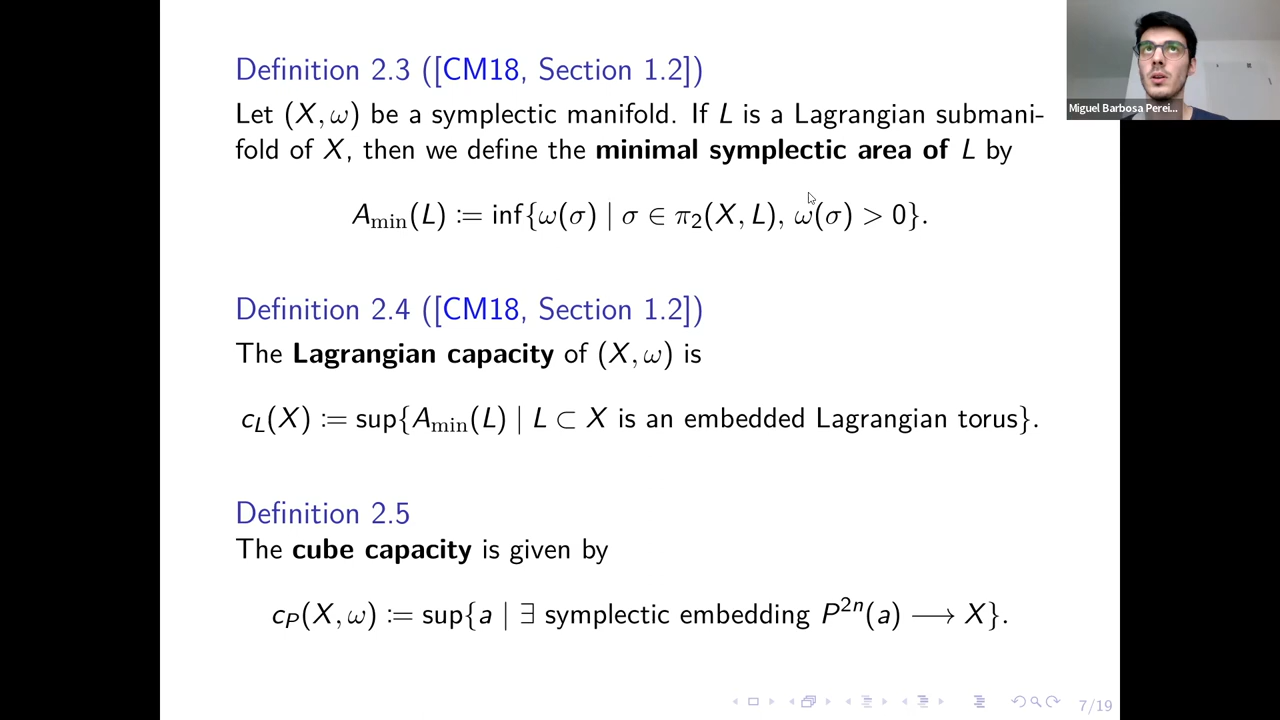 Definition 2.3 ([CM18, Section 1.2])
Let (X, ω) be a symplectic manifold. If L is a Lagrangian submani-
fold of X, then we define the minimal symplectic area of L by
A_min(L) := inf{ω(σ) | σ ∈ π₂(X, L), ω(σ) > 0}.
Definition 2.4 ([CM18, Section 1.2])
The Lagrangian capacity of (X, ω) is
c_L(X) := sup{A_min(L) | L ⊂ X is an embedded Lagrangian torus}.
Definition 2.5
The cube capacity is given by
c_P(X, ω) := sup{a | ∃ symplectic embedding P²ⁿ(a) ⟶ X}.
7/19
Miguel Barbosa Perei...